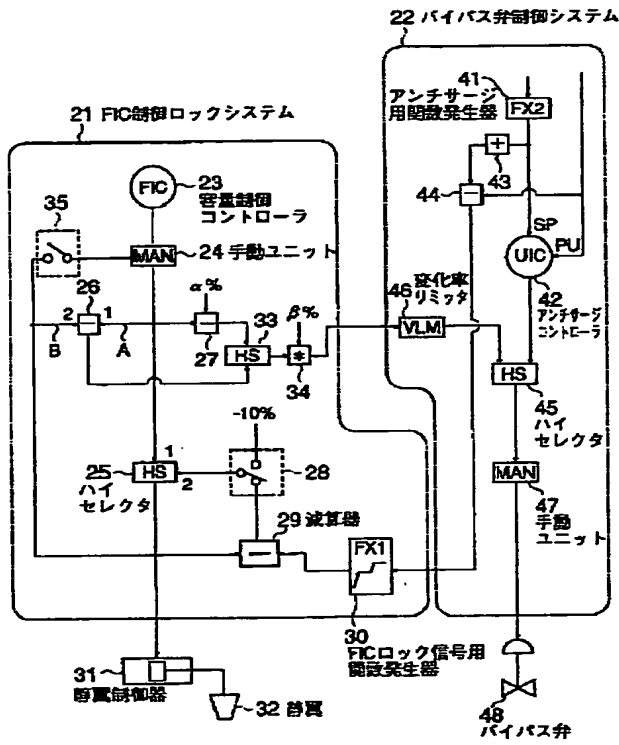 22 バイパス弁制御システム
41
アンチサージ
用関数発生器
FX2
21 FIC制御ロックシステム
+
43
44
−
FIC
23
容量制御
コントローラ
35
SP
PU
UIC
MAN
24 手動ユニット
42
アンチサージ
コントローラ
46
変化率
リミッタ
VLM
26
α%
33
β%
2
1
−
B
A
−
27
HS
*
34
HS
45
ハイ
セレクタ
-10%
1
25
HS
2
ハイ
セレクタ
28
MAN
47
手動
ユニット
29 減算器
−
FX1
30
FICロック信号用
関数発生器
31
静翼制御器
32 静翼
48
バイパス弁